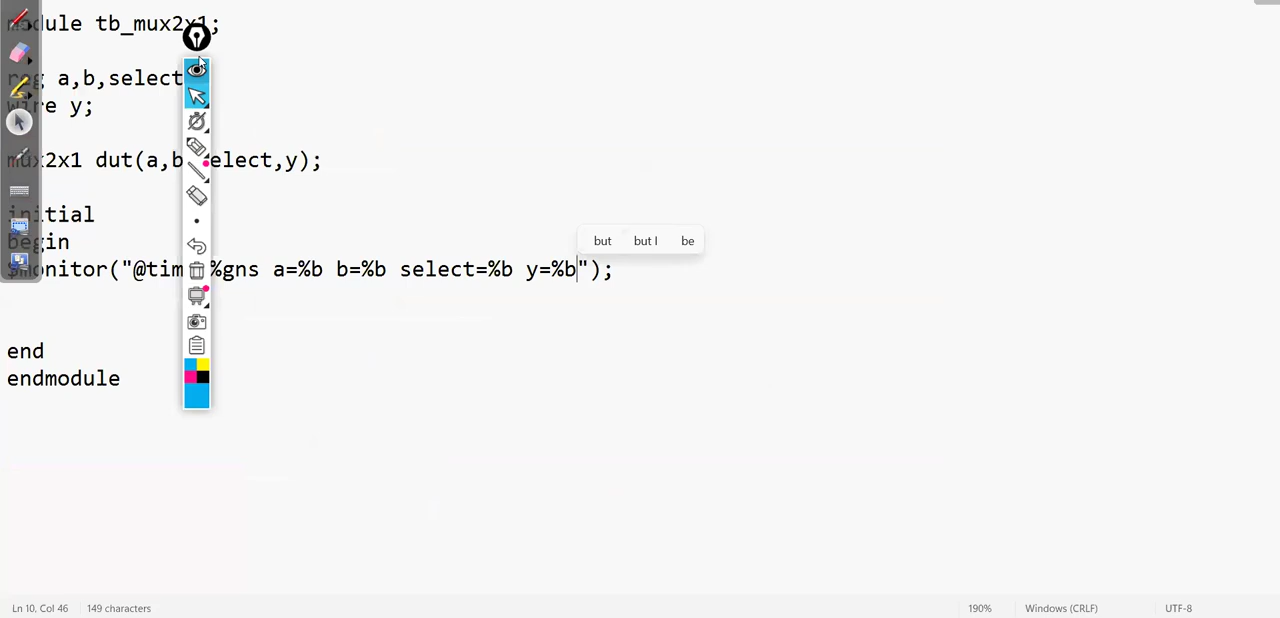 module tb_mux2x1;
reg a,b,select
wire y;
mux2x1 dut(a,b select,y);
initial
begin
but but I be
$monitor("@tim %gns a=%b b=%b select=%b y=%b");
end
endmodule
Ln 10, Col 46 149 characters 190% Windows (CRLF) UTF-8